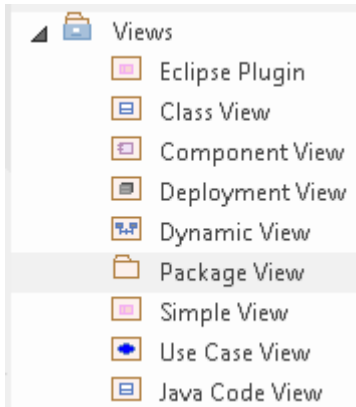 Views
Eclipse Plugin
Class View
Component View
Deployment View
Dynamic View
Package View
Simple View
Use Case View
Java Code View